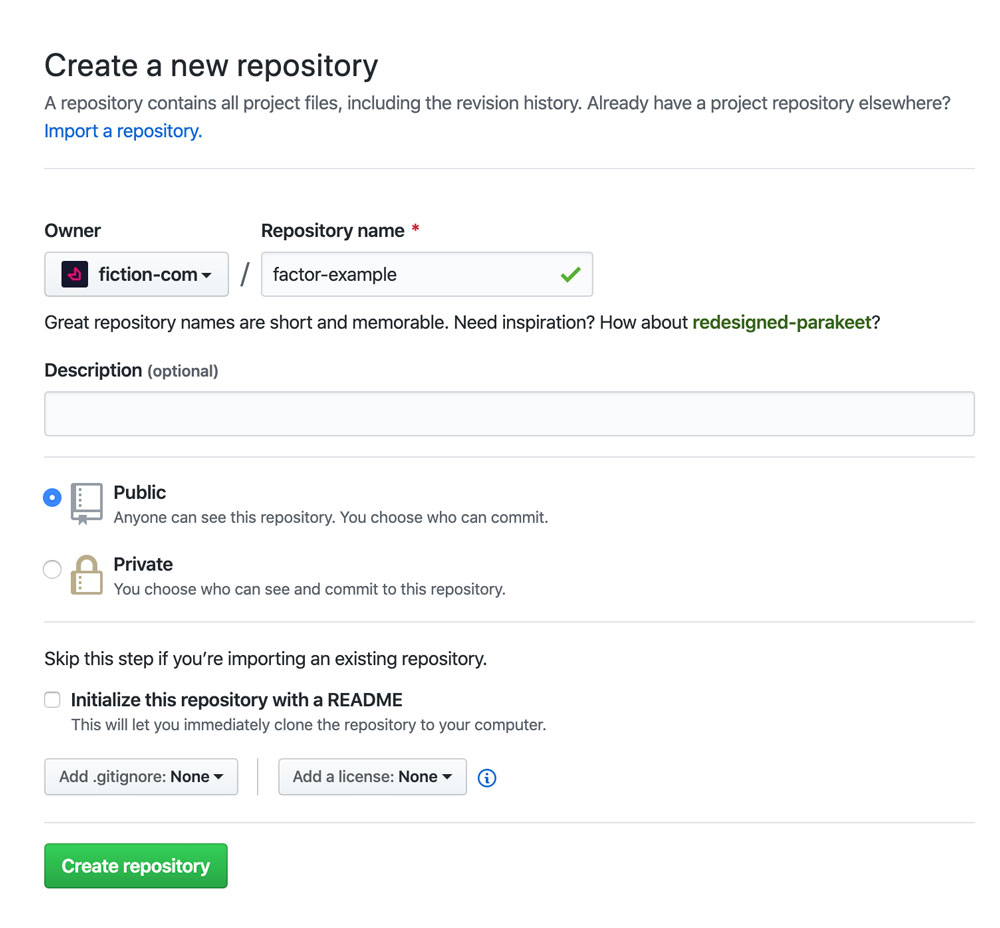 Create a new repository
A repository contains all project files, including the revision history. Already have a project repository elsewhere?
Import a repository.
Owner
Repository name *
fiction-com
/
factor-example
Great repository names are short and memorable. Need inspiration? How about redesigned-parakeet?
Description (optional)
Public
Anyone can see this repository. You choose who can commit.
Private
You choose who can see and commit to this repository.
Skip this step if you’re importing an existing repository.
Initialize this repository with a README
This will let you immediately clone the repository to your computer.
Add .gitignore: None
Add a license: None
Create repository